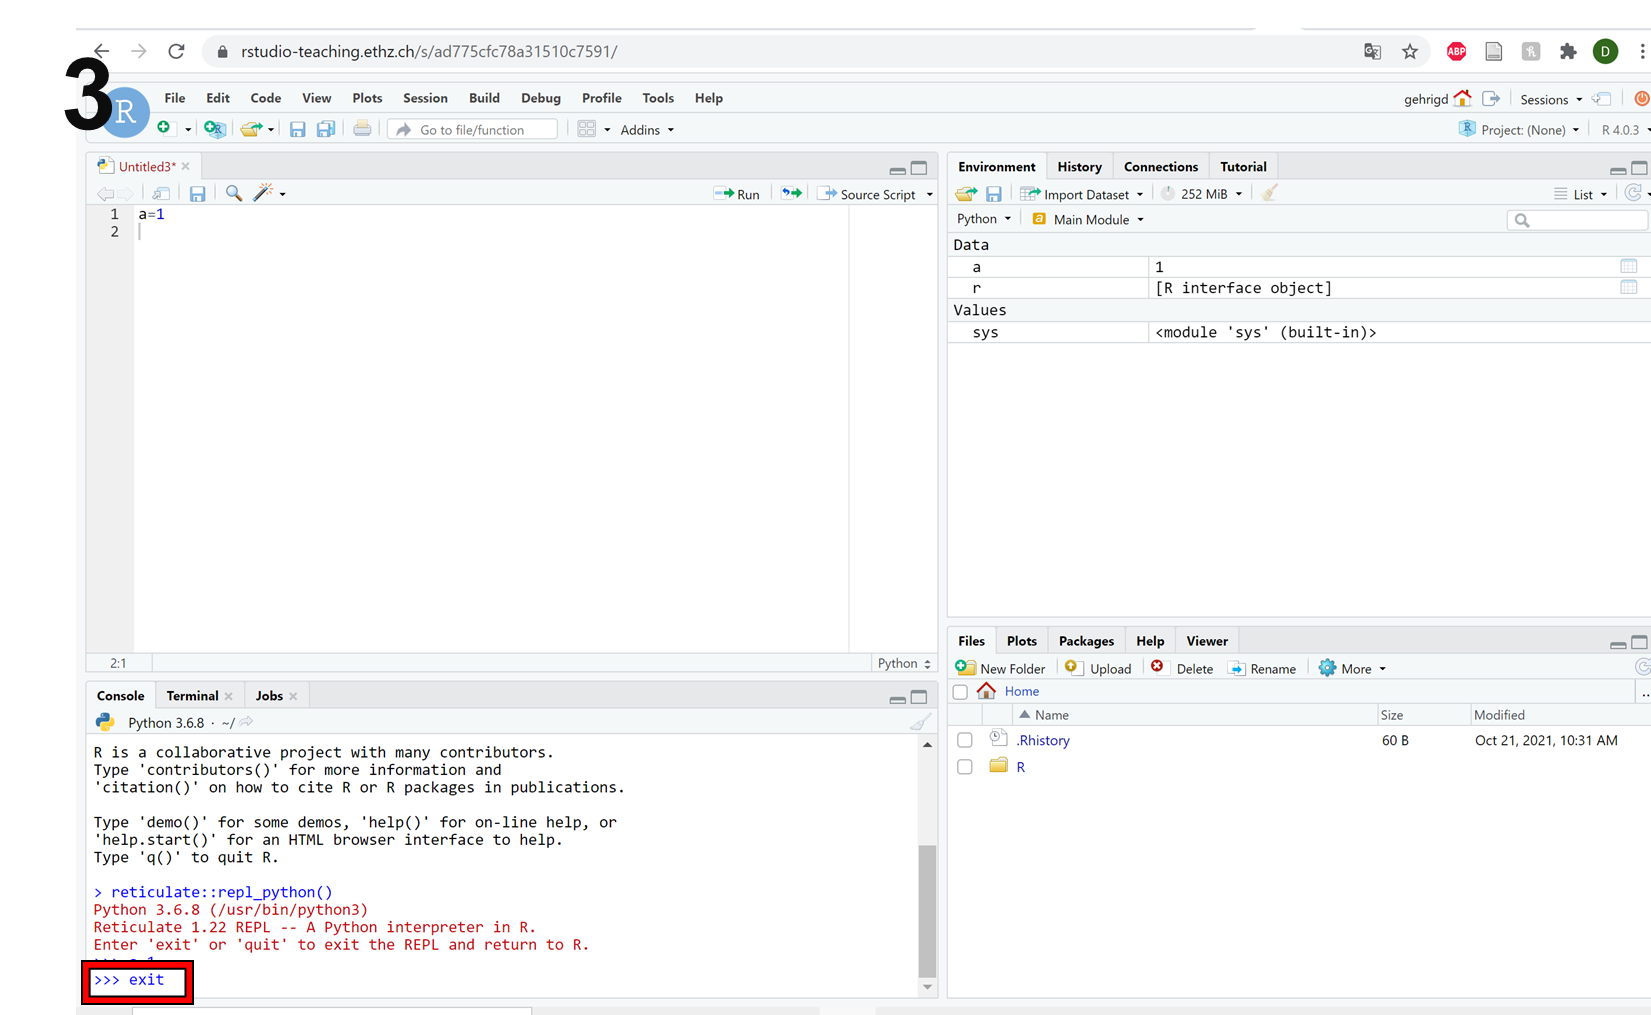 rstudio-teaching.ethz.ch/s/ad775cfc78a31510c7591/
ABP
D
3
R
File Edit Code View Plots Session Build Debug Profile Tools Help
gehrigd Sessions
Go to file/function Addins
Project: (None) R 4.0.3
Untitled3*
Run Source Script
1 a=1
2
2:1 Python
Console Terminal Jobs
Python 3.6.8 · ~/
R is a collaborative project with many contributors.
Type 'contributors()' for more information and
'citation()' on how to cite R or R packages in publications.
Type 'demo()' for some demos, 'help()' for on-line help, or
'help.start()' for an HTML browser interface to help.
Type 'q()' to quit R.
> reticulate::repl_python()
Python 3.6.8 (/usr/bin/python3)
Reticulate 1.22 REPL -- A Python interpreter in R.
Enter 'exit' or 'quit' to exit the REPL and return to R.
>>> exit
Environment History Connections Tutorial
Import Dataset 252 MiB List
Python Main Module
Data
a 1
r [R interface object]
Values
sys <module 'sys' (built-in)>
Files Plots Packages Help Viewer
New Folder Upload Delete Rename More
Home
Name Size Modified
.Rhistory 60 B Oct 21, 2021, 10:31 AM
R